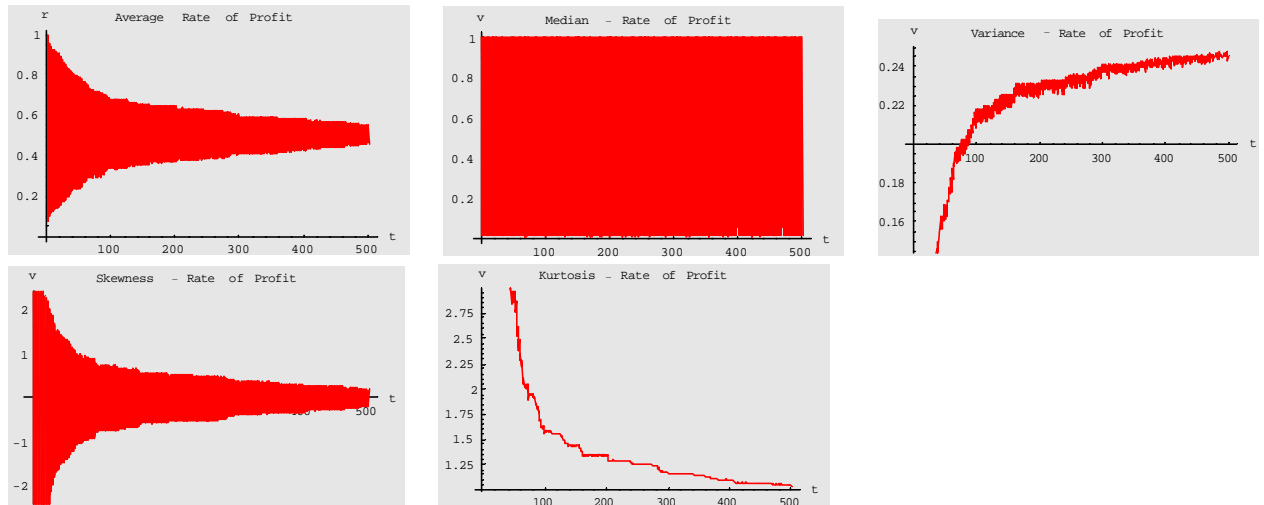 r
Average Rate of Profit
1
0.8
0.6
0.4
0.2
100 200 300 400 500
t
v
Median - Rate of Profit
1
0.8
0.6
0.4
0.2
100 200 300 400 500
t
v
Variance - Rate of Profit
0.24
0.22
100 200 300 400 500
t
0.18
0.16
v
Skewness - Rate of Profit
2
1
500
t
-1
-2
v
Kurtosis - Rate of Profit
2.75
2.5
2.25
2
1.75
1.5
1.25
100 200 300 400 500
t